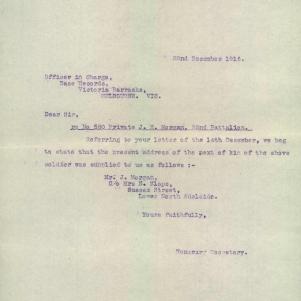 22nd December 1916.
Officer in Charge,
Base Records,
Victoria Barracks,
MELBOURNE. VIC.
Dear Sir,
re No 580 Private J. E. Morgan, 22nd Battalion.
Referring to your letter of the 14th December, we beg
to state that the present address of the next of kin of the above
soldier was supplied to us as follows :-
Mr. J. Morgan,
C/o Mrs E. Slape,
Sussex Street,
Lower North Adelaide.
Yours faithfully,
Honorary Secretary.